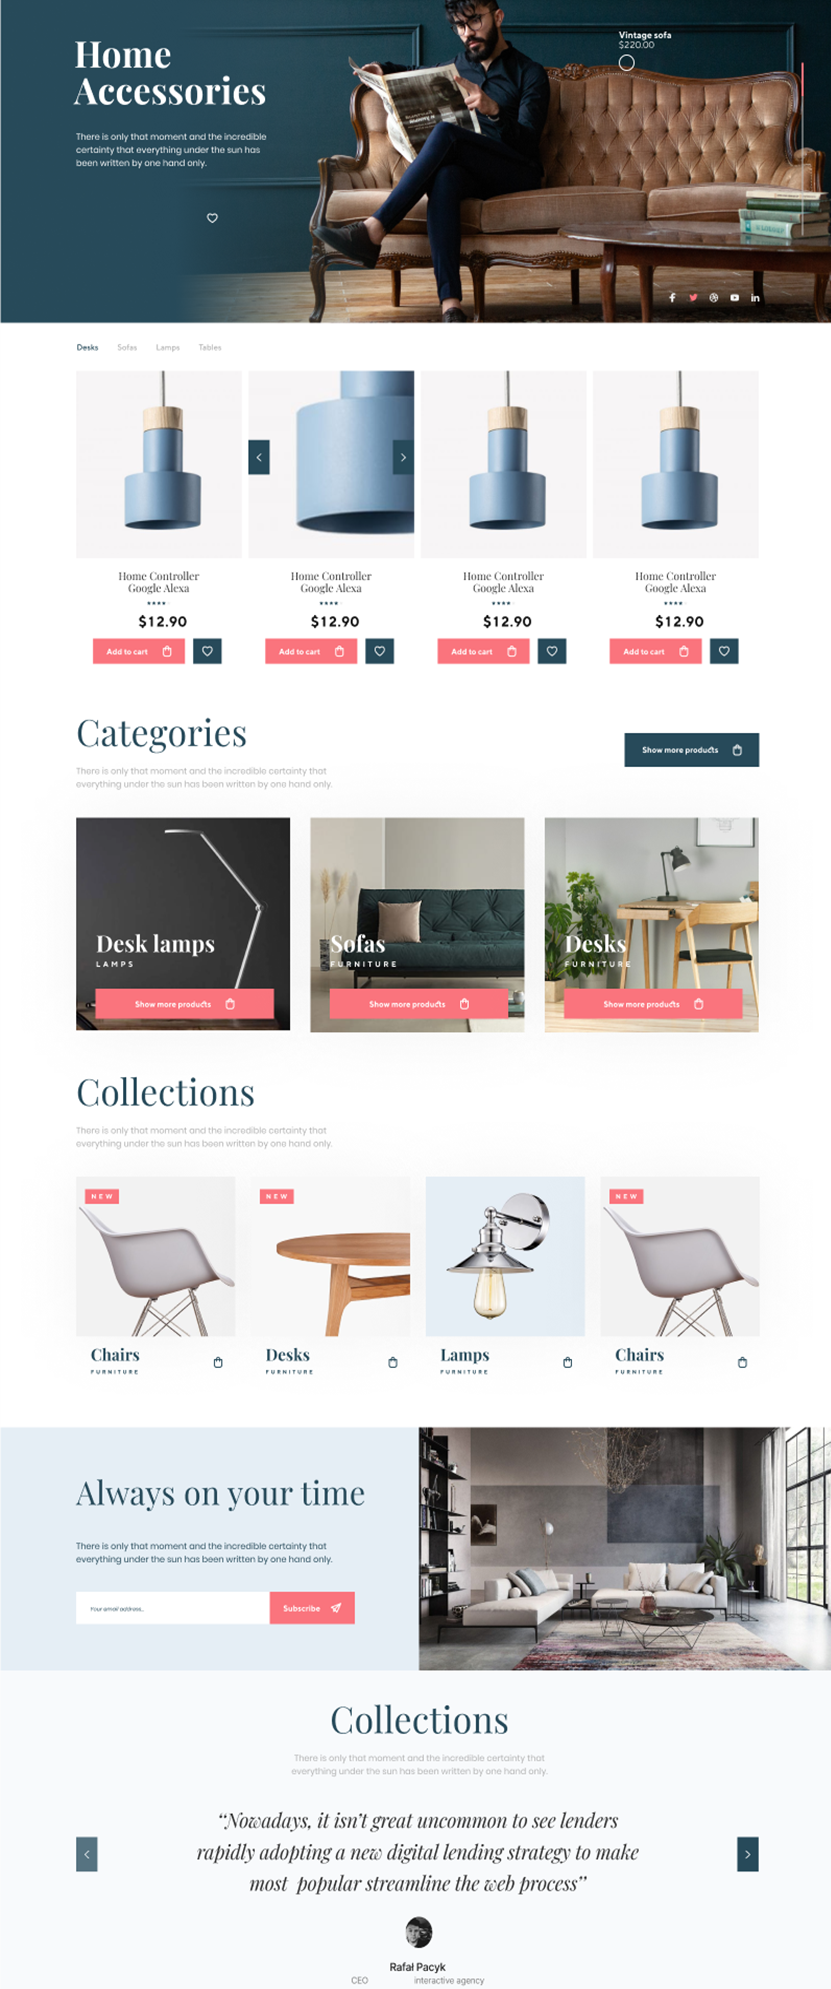 Home
Accessories
There is only that moment and the incredible
certainty that everything under the sun has
been written by one hand only.
Vintage sofa
$220.00
Desks Sofas Lamps Tables
Home Controller
Google Alexa
$12.90
Add to cart
Home Controller
Google Alexa
$12.90
Add to cart
Home Controller
Google Alexa
$12.90
Add to cart
Home Controller
Google Alexa
$12.90
Add to cart
Categories
There is only that moment and the incredible certainty that
everything under the sun has been written by one hand only.
Show more products
Desk lamps
LAMPS
Show more products
Sofas
FURNITURE
Show more products
Desks
FURNITURE
Show more products
Collections
There is only that moment and the incredible certainty that
everything under the sun has been written by one hand only.
NEW
Chairs
FURNITURE
NEW
Desks
FURNITURE
Lamps
FURNITURE
NEW
Chairs
FURNITURE
Always on your time
There is only that moment and the incredible certainty that
everything under the sun has been written by one hand only.
Your email address...
Subscribe
Collections
There is only that moment and the incredible certainty that
everything under the sun has been written by one hand only.
“Nowadays, it isn’t great uncommon to see lenders
rapidly adopting a new digital lending strategy to make
most popular streamline the web process”
Rafał Pacyk
CEO interactive agency